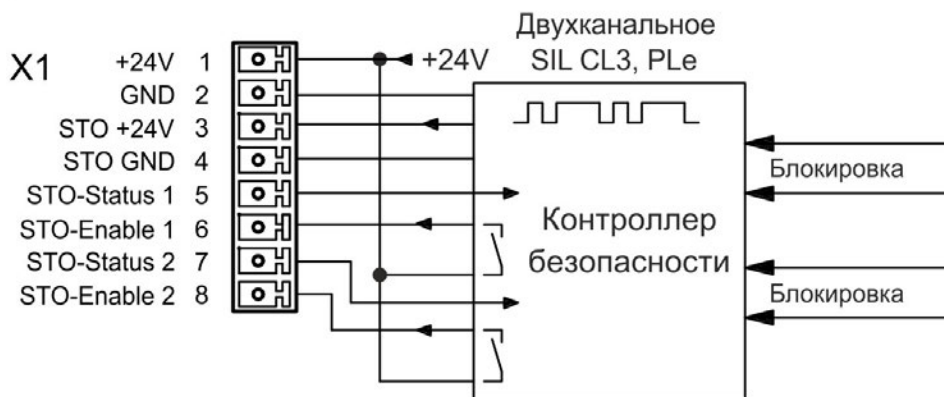 Двухканальное
SIL CL3, PLe
X1
+24V 1
+24V
GND 2
STO +24V 3
STO GND 4
STO-Status 1 5
STO-Enable 1 6
STO-Status 2 7
STO-Enable 2 8
Контроллер
безопасности
Блокировка
Блокировка